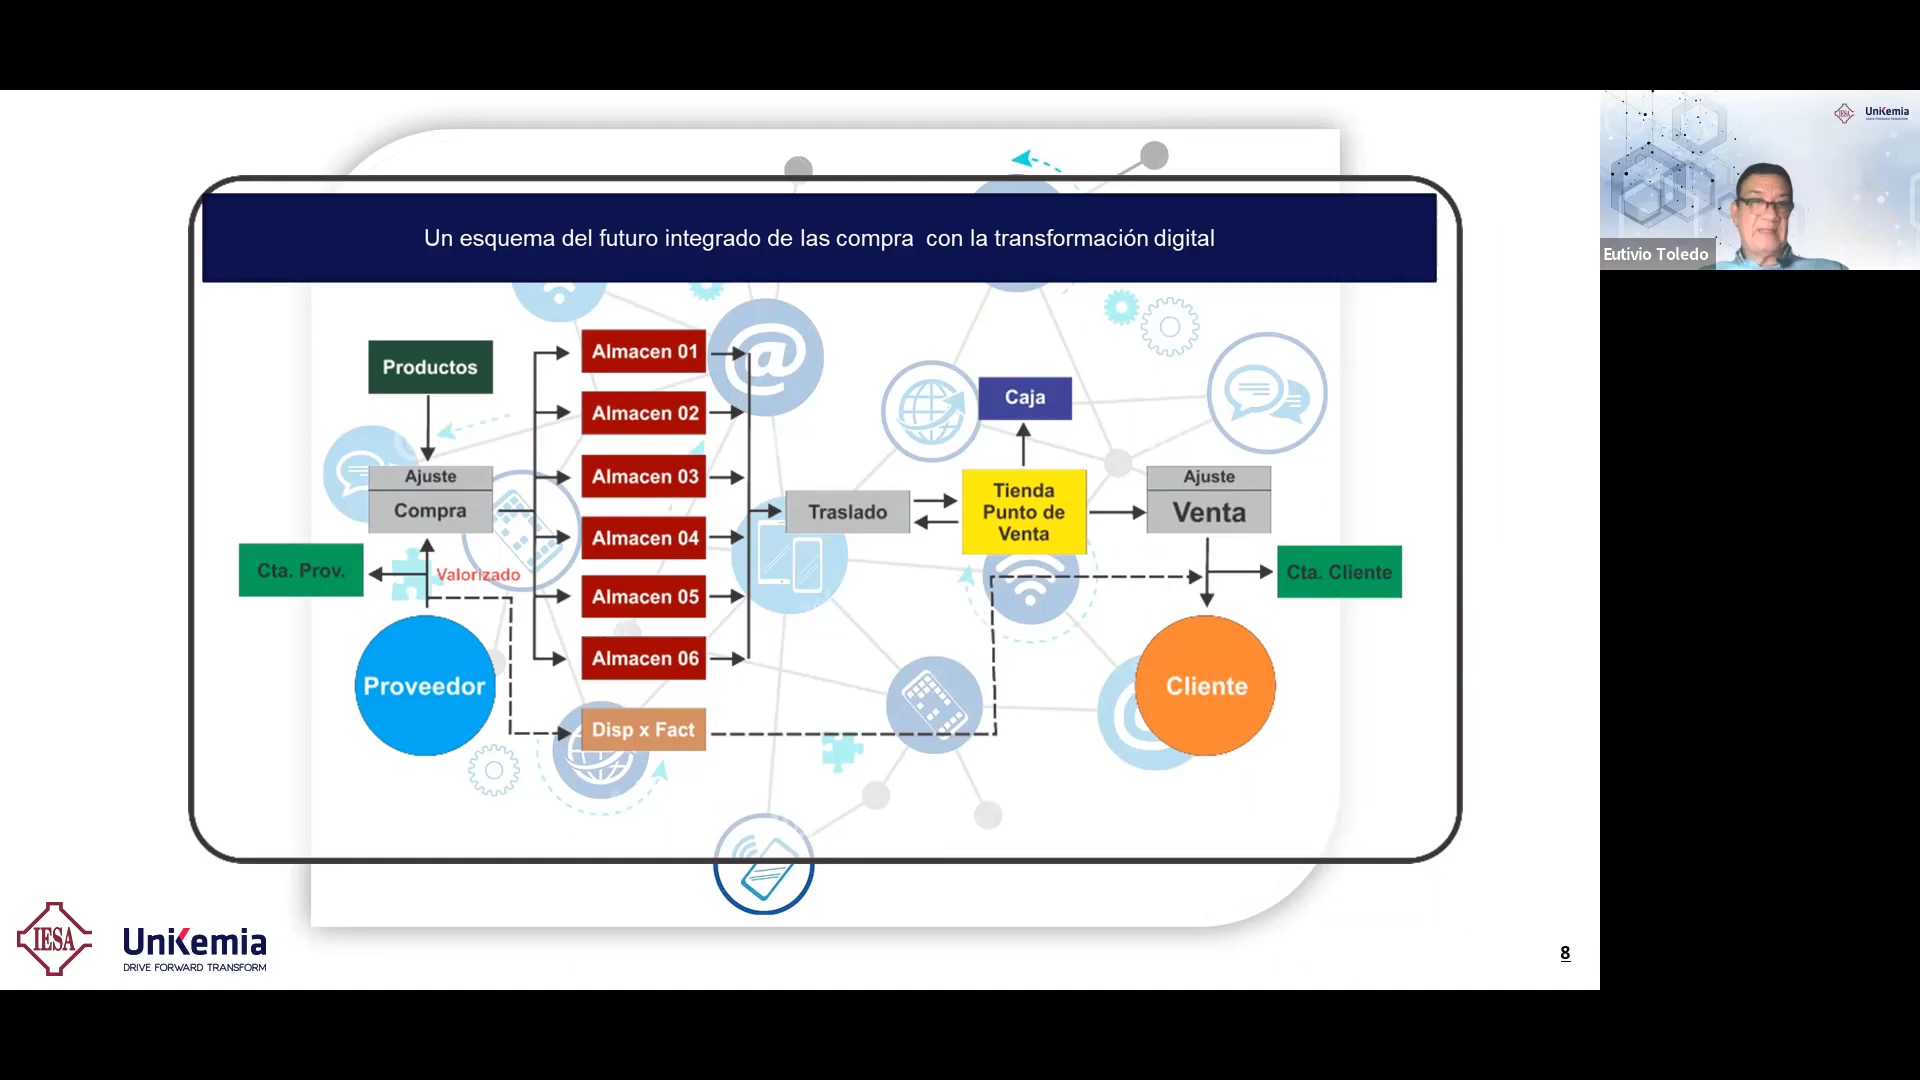 Un esquema del futuro integrado de las compra  con la transformación digital
Productos
Ajuste
Compra
Cta. Prov.
Valorizado
Proveedor
Almacen 01
Almacen 02
Almacen 03
Almacen 04
Almacen 05
Almacen 06
Disp x Fact
Traslado
Caja
Tienda
Punto de
Venta
Ajuste
Venta
Cta. Cliente
Cliente
IESA
UniKemia
DRIVE FORWARD TRANSFORM
8
UniKemia
Eutivio Toledo